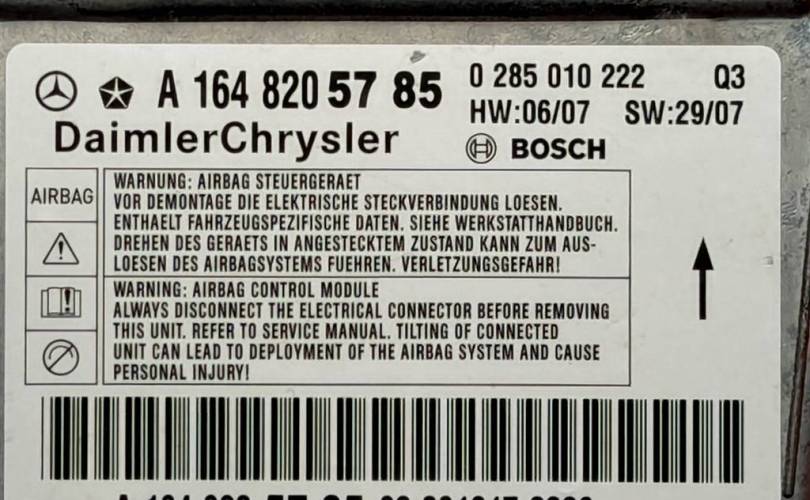 A 164 820 57 85
0 285 010 222 Q3
HW:06/07 SW:29/07
DaimlerChrysler
BOSCH
AIRBAG
WARNUNG: AIRBAG STEUERGERAET
VOR DEMONTAGE DIE ELEKTRISCHE STECKVERBINDUNG LOESEN.
ENTHAELT FAHRZEUGSPEZIFISCHE DATEN. SIEHE WERKSTATTHANDBUCH.
DREHEN DES GERAETS IN ANGESTECKTEM ZUSTAND KANN ZUM AUS-
LOESEN DES AIRBAGSYSTEMS FUEHREN. VERLETZUNGSGEFAHR!
WARNING: AIRBAG CONTROL MODULE
ALWAYS DISCONNECT THE ELECTRICAL CONNECTOR BEFORE REMOVING
THIS UNIT. REFER TO SERVICE MANUAL. TILTING OF CONNECTED
UNIT CAN LEAD TO DEPLOYMENT OF THE AIRBAG SYSTEM AND CAUSE
PERSONAL INJURY!